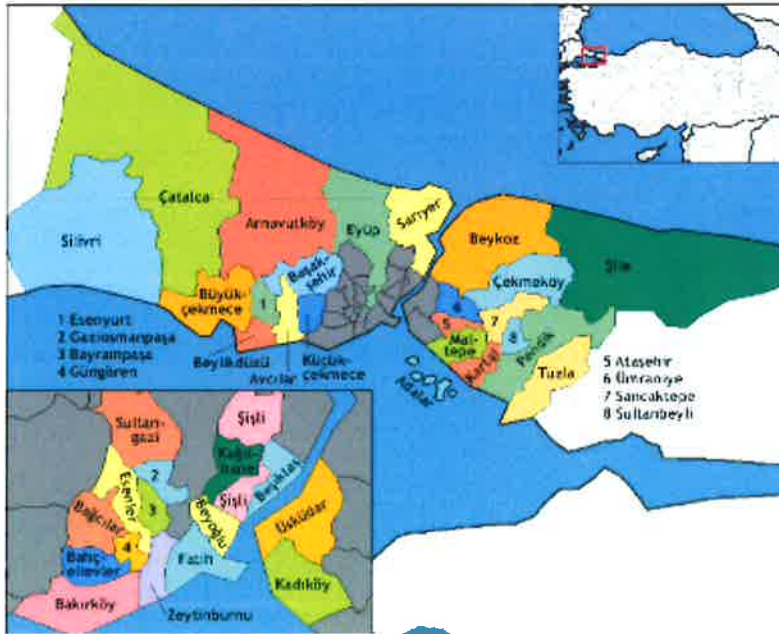 Çatalca
Silivri
Arnavutköy
Eyüp
Sarıyer
Beykoz
Şile
Çekmeköy
Başak-
şehir
Büyük-
çekmece
1
6
5
7
8
Mal-
tepe
Kartal
Pendik
Tuzla
Adalar
Beylikdüzü
Avcılar
Küçük-
çekmece
1 Esenyurt
2 Gaziosmanpaşa
3 Bayrampaşa
4 Güngören
5 Ataşehir
6 Ümraniye
7 Sancaktepe
8 Sultanbeyli
Sultan-
gazi
Şişli
Kağıt-
hane
Beşiktaş
Şişli
2
Esenler
3
Beyoğlu
Bağcılar
4
Üsküdar
Bahçe-
lievler
Fatih
Kadıköy
Bakırköy
Zeytinburnu